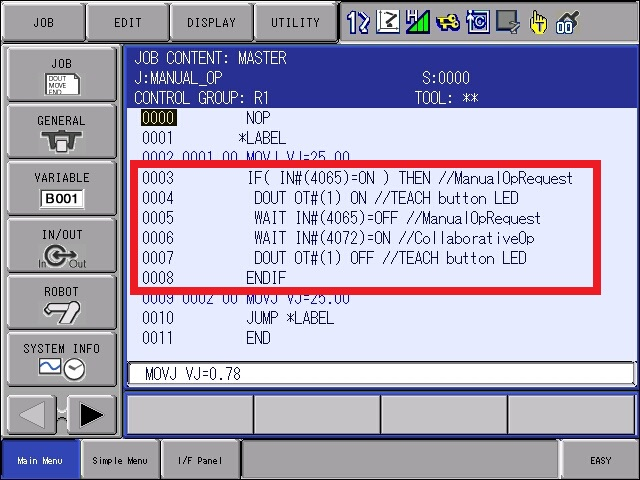 JOB EDIT DISPLAY UTILITY
JOB
DOUT
MOVE
END
GENERAL
VARIABLE
B001
IN/OUT
In Out
ROBOT
SYSTEM INFO
JOB CONTENT: MASTER
J:MANUAL_OP S:0000
CONTROL GROUP: R1 TOOL: **
0000 NOP
0001 *LABEL
0002 0001 00 MOVJ VJ=25.00
0003 IF( IN#(4065)=ON ) THEN //ManualOpRequest
0004 DOUT OT#(1) ON //TEACH button LED
0005 WAIT IN#(4065)=OFF //ManualOpRequest
0006 WAIT IN#(4072)=ON //CollaborativeOp
0007 DOUT OT#(1) OFF //TEACH button LED
0008 ENDIF
0009 0002 00 MOVJ VJ=25.00
0010 JUMP *LABEL
0011 END
MOVJ VJ=0.78
Main Menu Simple Menu I/F Panel EASY